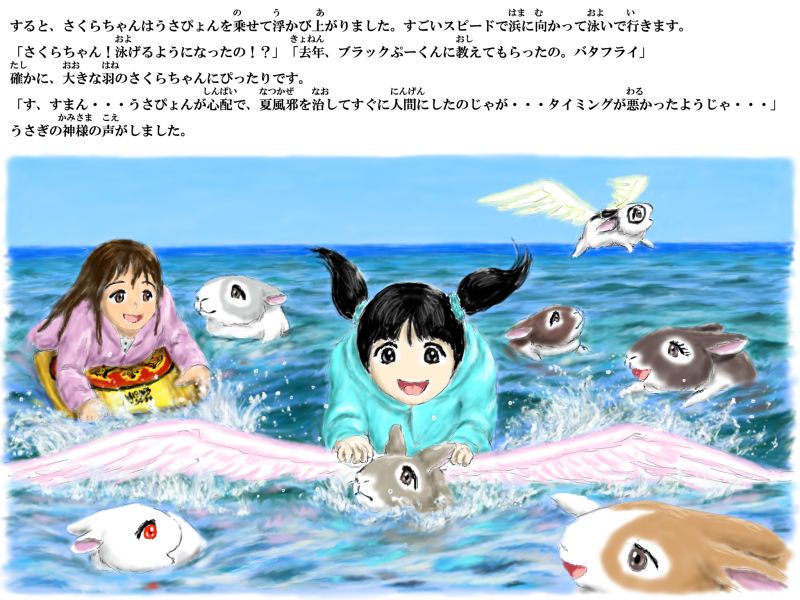 すると、さくらちゃんはうさぴょんを乗せて浮かび上がりました。すごいスピードで浜に向かって泳いで行きます。
「さくらちゃん！泳げるようになったの！？」「去年、ブラックぷーくんに教えてもらったの。バタフライ」
確かに、大きな羽のさくらちゃんにぴったりです。
「す、すまん・・・うさぴょんが心配で、夏風邪を治してすぐに人間にしたのじゃが・・・タイミングが悪かったようじゃ・・・」
うさぎの神様の声がしました。